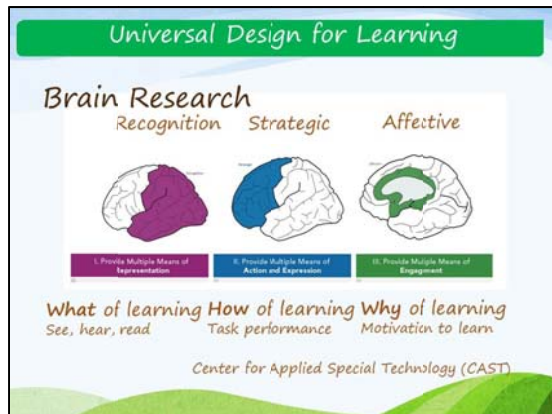 Universal Design for Learning
Brain Research
Recognition Strategic Affective
I. Provide Multiple Means of Representation
II. Provide Multiple Means of Action and Expression
III. Provide Multiple Means of Engagement
What of learning How of learning Why of learning
See, hear, read Task performance Motivation to learn
Center for Applied Special Technology (CAST)